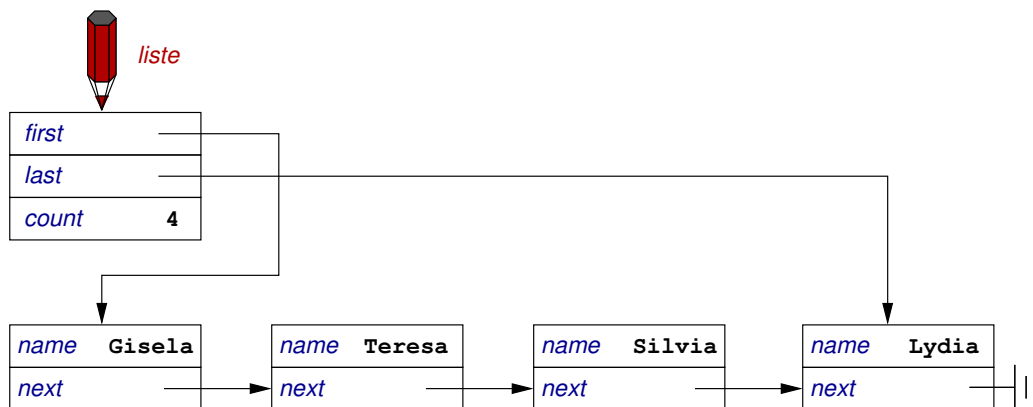 liste
first
last
count 4
name Gisela name Teresa name Silvia name Lydia
next next next next